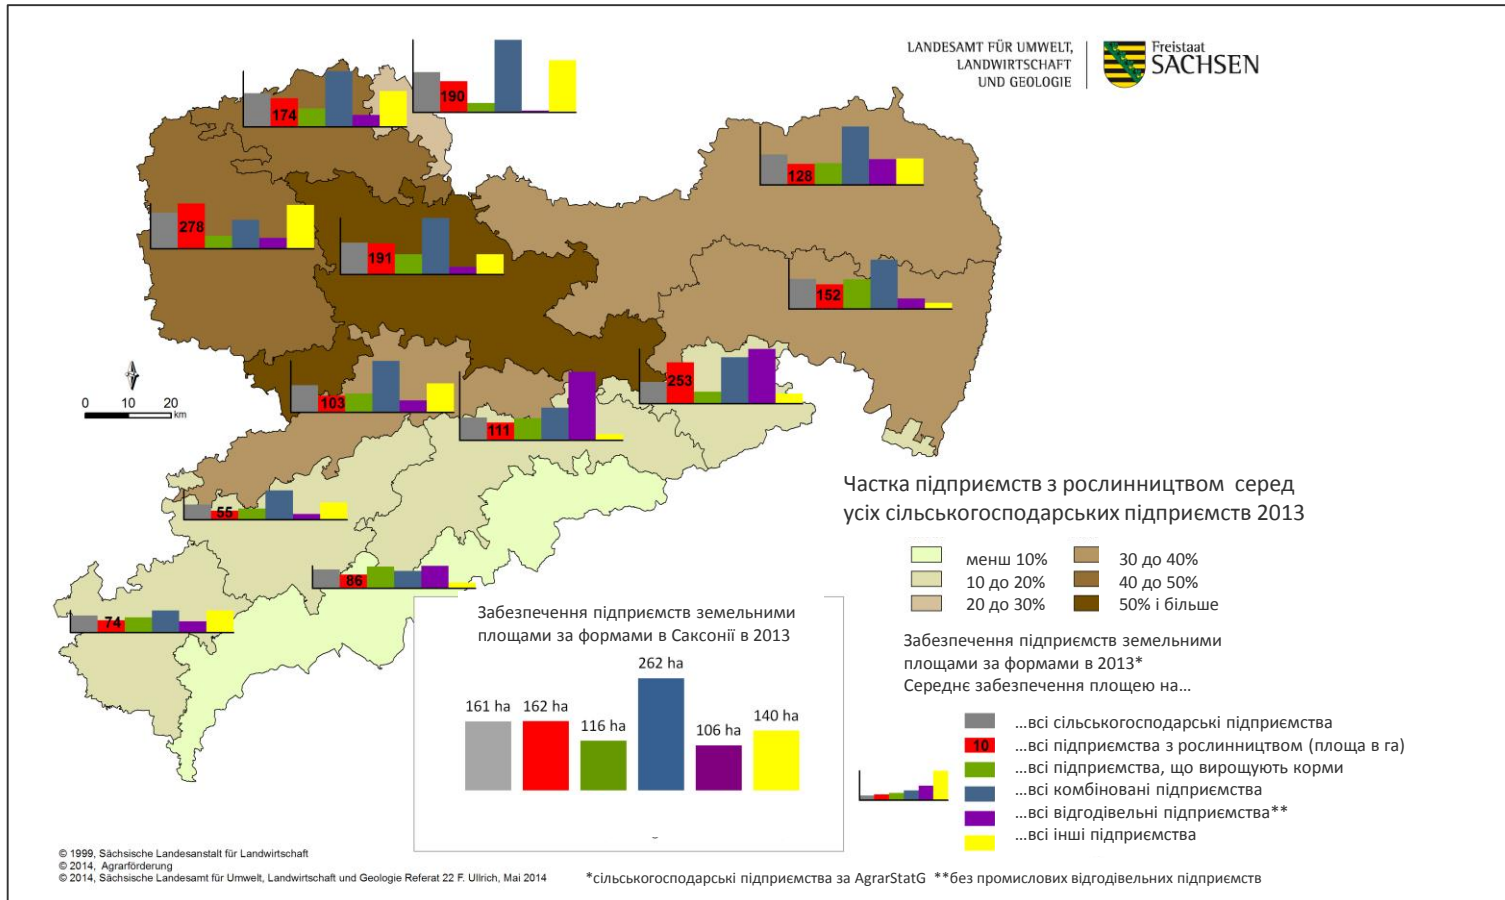 LANDESAMT FÜR UMWELT,
LANDWIRTSCHAFT
UND GEOLOGIE
Freistaat
SACHSEN
190
174
128
278
191
152
253
103
111
55
86
74
0 10 20
km
Частка підприємств з рослинництвом серед
усіх сільськогосподарських підприємств 2013
менш 10%
30 до 40%
10 до 20%
40 до 50%
20 до 30%
50% і більше
Забезпечення підприємств земельними
площами за формами в Саксонії в 2013
161 ha
162 ha
116 ha
262 ha
106 ha
140 ha
Забезпечення підприємств земельними
площами за формами в 2013*
Середнє забезпечення площею на...
...всі сільськогосподарські підприємства
10 ...всі підприємства з рослинництвом (площа в га)
...всі підприємства, що вирощують корми
...всі комбіновані підприємства
...всі відгодівельні підприємства**
...всі інші підприємства
© 1999, Sächsische Landesanstalt für Landwirtschaft
© 2014, Agrarförderung
© 2014, Sächsische Landesamt für Umwelt, Landwirtschaft und Geologie Referat 22 F. Ullrich, Mai 2014
*сільськогосподарські підприємства за AgrarStatG **без промислових відгодівельних підприємств